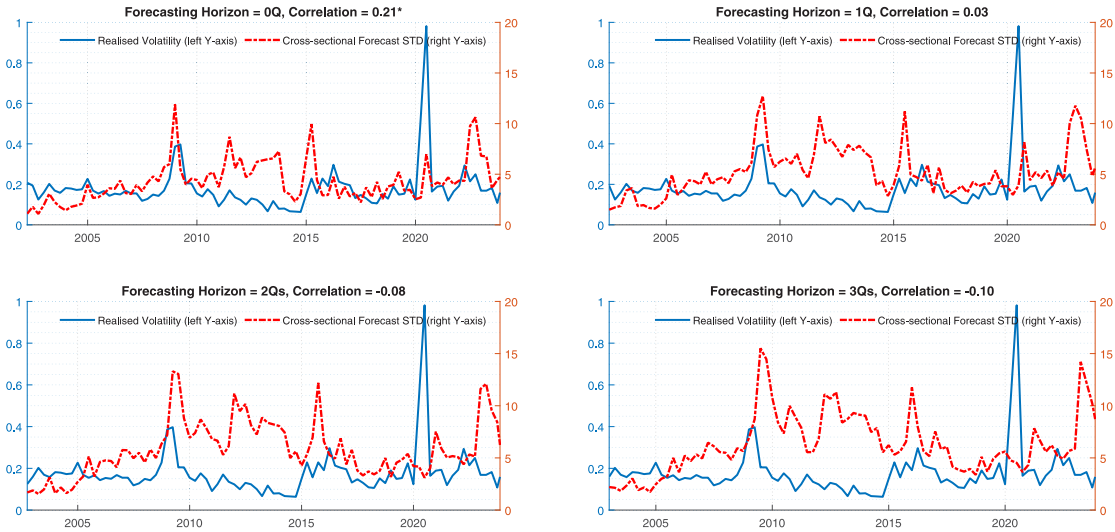 Forecasting Horizon = 0Q, Correlation = 0.21*
Realised Volatility (left Y-axis) Cross-sectional Forecast STD (right Y-axis)
1 20
0.8 15
0.6
10
0.4
0.2 5
0 0
2005 2010 2015 2020
Forecasting Horizon = 1Q, Correlation = 0.03
Realised Volatility (left Y-axis) Cross-sectional Forecast STD (right Y-axis)
1 20
0.8 15
0.6
10
0.4
0.2 5
0 0
2005 2010 2015 2020
Forecasting Horizon = 2Qs, Correlation = -0.08
Realised Volatility (left Y-axis) Cross-sectional Forecast STD (right Y-axis)
1 20
0.8 15
0.6
10
0.4
0.2 5
0 0
2005 2010 2015 2020
Forecasting Horizon = 3Qs, Correlation = -0.10
Realised Volatility (left Y-axis) Cross-sectional Forecast STD (right Y-axis)
1 20
0.8 15
0.6
10
0.4
0.2 5
0 0
2005 2010 2015 2020